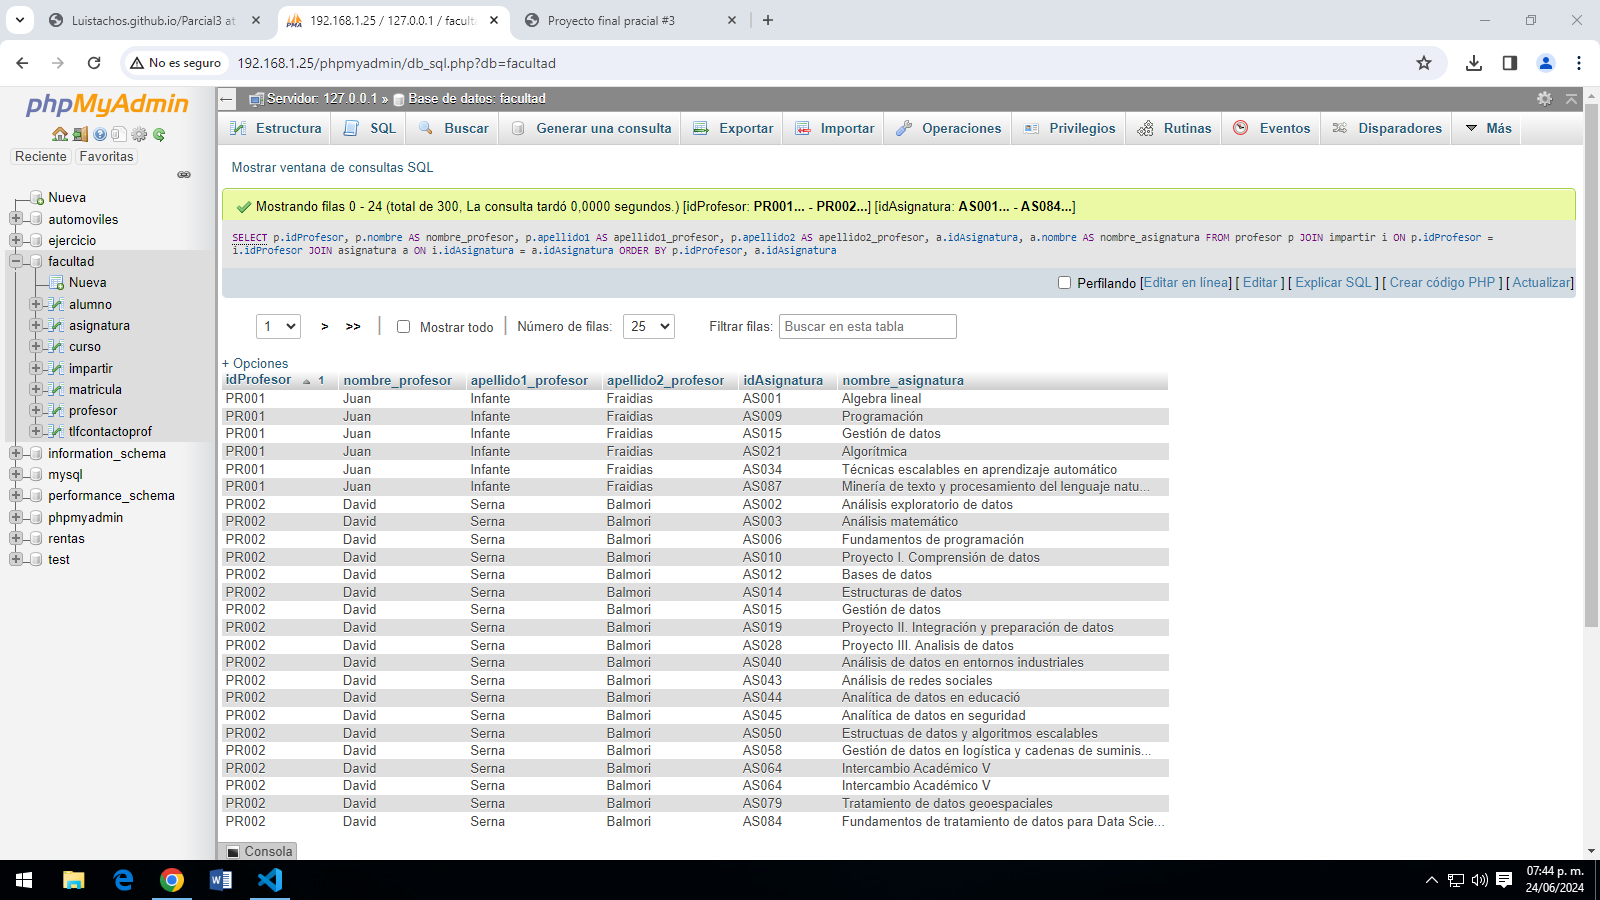 Luistachos.github.io/Parcial3 at
192.168.1.25 / 127.0.0.1 / faculta
Proyecto final pracial #3
No es seguro
192.168.1.25/phpmyadmin/db_sql.php?db=facultad
phpMyAdmin
Reciente
Favoritas
Nueva
automoviles
ejercicio
facultad
Nueva
alumno
asignatura
curso
impartir
matricula
profesor
tlfcontactoprof
information_schema
mysql
performance_schema
phpmyadmin
rentas
test
Servidor: 127.0.0.1 » Base de datos: facultad
Estructura
SQL
Buscar
Generar una consulta
Exportar
Importar
Operaciones
Privilegios
Rutinas
Eventos
Disparadores
Más
Mostrar ventana de consultas SQL
Mostrando filas 0 - 24 (total de 300, La consulta tardó 0,0000 segundos.) [idProfesor: PR001... - PR002...] [idAsignatura: AS001... - AS084...]
SELECT p.idProfesor, p.nombre AS nombre_profesor, p.apellido1 AS apellido1_profesor, p.apellido2 AS apellido2_profesor, a.idAsignatura, a.nombre AS nombre_asignatura FROM profesor p JOIN impartir i ON p.idProfesor =
i.idProfesor JOIN asignatura a ON i.idAsignatura = a.idAsignatura ORDER BY p.idProfesor, a.idAsignatura
Perfilando [Editar en línea] [ Editar ] [ Explicar SQL ] [ Crear código PHP ] [ Actualizar]
1 > >> | Mostrar todo | Número de filas: 25 Filtrar filas: Buscar en esta tabla
+ Opciones
idProfesor 1 nombre_profesor apellido1_profesor apellido2_profesor idAsignatura nombre_asignatura
PR001 Juan Infante Fraidias AS001 Algebra lineal
PR001 Juan Infante Fraidias AS009 Programación
PR001 Juan Infante Fraidias AS015 Gestión de datos
PR001 Juan Infante Fraidias AS021 Algorítmica
PR001 Juan Infante Fraidias AS034 Técnicas escalables en aprendizaje automático
PR001 Juan Infante Fraidias AS087 Minería de texto y procesamiento del lenguaje natu...
PR002 David Serna Balmori AS002 Análisis exploratorio de datos
PR002 David Serna Balmori AS003 Análisis matemático
PR002 David Serna Balmori AS006 Fundamentos de programación
PR002 David Serna Balmori AS010 Proyecto I. Comprensión de datos
PR002 David Serna Balmori AS012 Bases de datos
PR002 David Serna Balmori AS014 Estructuras de datos
PR002 David Serna Balmori AS015 Gestión de datos
PR002 David Serna Balmori AS019 Proyecto II. Integración y preparación de datos
PR002 David Serna Balmori AS028 Proyecto III. Analisis de datos
PR002 David Serna Balmori AS040 Análisis de datos en entornos industriales
PR002 David Serna Balmori AS043 Análisis de redes sociales
PR002 David Serna Balmori AS044 Analítica de datos en educació
PR002 David Serna Balmori AS045 Analítica de datos en seguridad
PR002 David Serna Balmori AS050 Estructuas de datos y algoritmos escalables
PR002 David Serna Balmori AS058 Gestión de datos en logística y cadenas de suminis...
PR002 David Serna Balmori AS064 Intercambio Académico V
PR002 David Serna Balmori AS064 Intercambio Académico V
PR002 David Serna Balmori AS079 Tratamiento de datos geoespaciales
PR002 David Serna Balmori AS084 Fundamentos de tratamiento de datos para Data Scie...
Consola
07:44 p. m.
24/06/2024